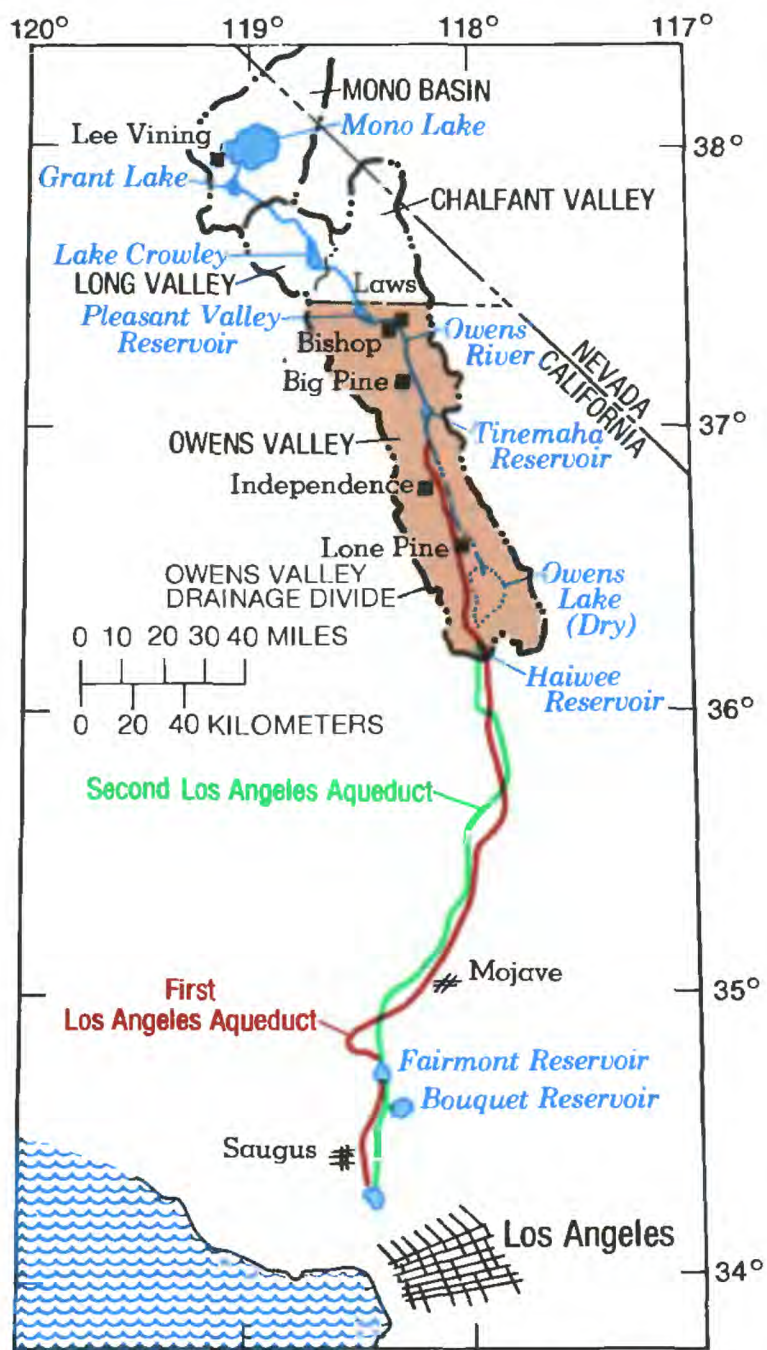 120°
119°
118°
117°
MONO BASIN
Lee Vining
Mono Lake
38°
Grant Lake
CHALFANT VALLEY
Lake Crowley
LONG VALLEY
Laws
Pleasant Valley
Reservoir
Bishop
Owens
River
NEVADA
CALIFORNIA
Big Pine
37°
OWENS VALLEY
Tinemaha
Reservoir
Independence
Lone Pine
OWENS VALLEY
DRAINAGE DIVIDE
Owens
Lake
(Dry)
0 10 20 30 40 MILES
0 20 40 KILOMETERS
Haiwee
Reservoir
36°
Second Los Angeles Aqueduct
Mojave
35°
First
Los Angeles Aqueduct
Fairmont Reservoir
Bouquet Reservoir
Saugus
Los Angeles
34°